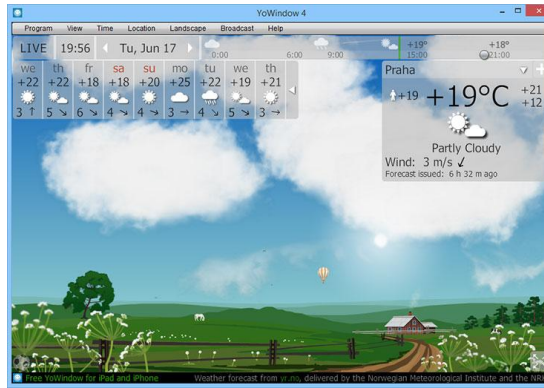 YoWindow 4
Program View Time Location Landscape Broadcast Help
LIVE 19:56 Tu, Jun 17
0:00 6:00 9:00 +19° 15:00 +18° 21:00
we th fr sa su mo tu we th
+22 +22 +18 +18 +20 +25 +22 +19 +21
3 ↑ 5 ↘ 6 ↘ 4 ↘ 4 ↘ 3 → 4 ↘ 5 ↘ 3 →
Praha
+19 +19°C +21
+12
Partly Cloudy
Wind: 3 m/s ↙
Forecast issued: 6 h 32 m ago
Free YoWindow for iPad and iPhone Weather forecast from yr.no, delivered by the Norwegian Meteorological Institute and the NRK